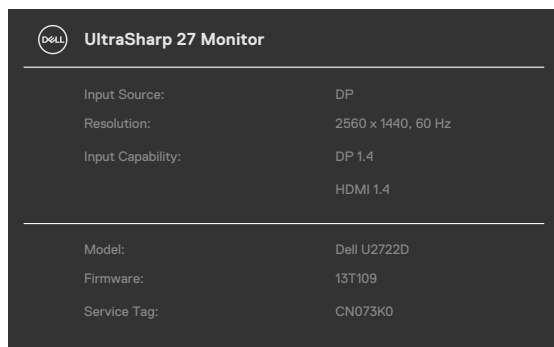 DELL UltraSharp 27 Monitor
Input Source: DP
Resolution: 2560 x 1440, 60 Hz
Input Capability: DP 1.4
HDMI 1.4
Model: Dell U2722D
Firmware: 13T109
Service Tag: CN073K0